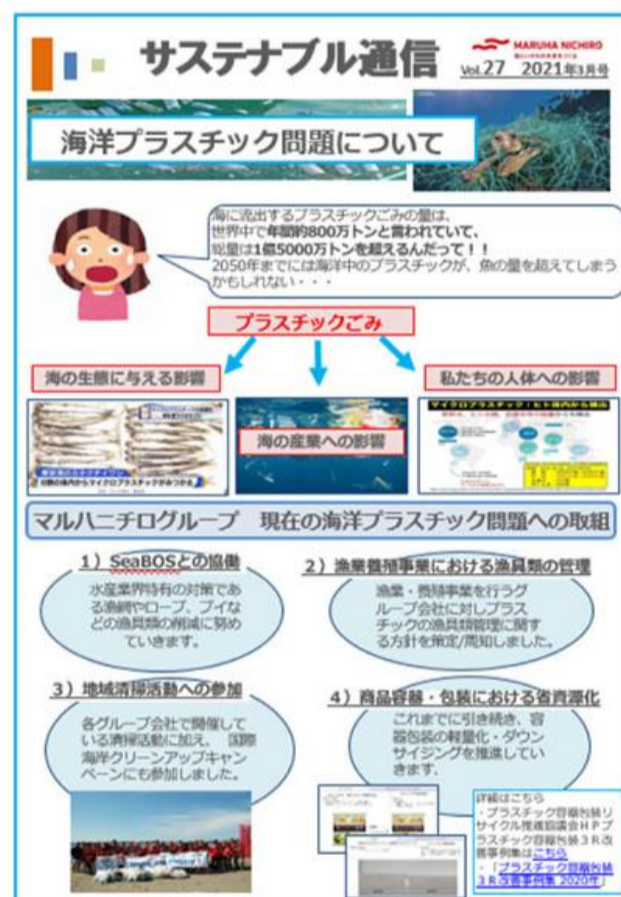 サステナブル通信
MARUHA NICHIRO
Vol.27 2021年3月号
海洋プラスチック問題について
海に流出するプラスチックごみの量は、
世界中で年間約800万トンと言われていて、
総量は1億5000万トンを超えるんだって！！
2050年までには海洋中のプラスチックが、魚の量を超えてしまう
かもしれない・・・
プラスチックごみ
海の生態に与える影響
海の産業への影響
私たちの人体への影響
マルハニチログループ 現在の海洋プラスチック問題への取組
1）SeaBOSとの協働
水産業界特有の対策であ
る漁網やロープ、ブイな
どの漁具類の削減に努め
ていきます。
2）漁業養殖事業における漁具類の管理
漁業・養殖事業を行うグ
ループ会社に対しプラス
チックの漁具類管理に関す
る方針を策定/周知しました。
3）地域清掃活動への参加
各グループ会社で開催して
いる清掃活動に加え、 国際
海岸クリーンアップキャン
ペーンにも参加しました。
4）商品容器・包装における省資源化
これまでに引き続き、容
器包装の軽量化・ダウン
サイジングを推進してい
きます。
詳細はこちら
・プラスチック容器包装リ
サイクル推進協議会ＨＰプ
ラスチック容器包装３Ｒ改
善事例集はこちら
・「プラスチック容器包装
３Ｒ改善事例集 2020年」